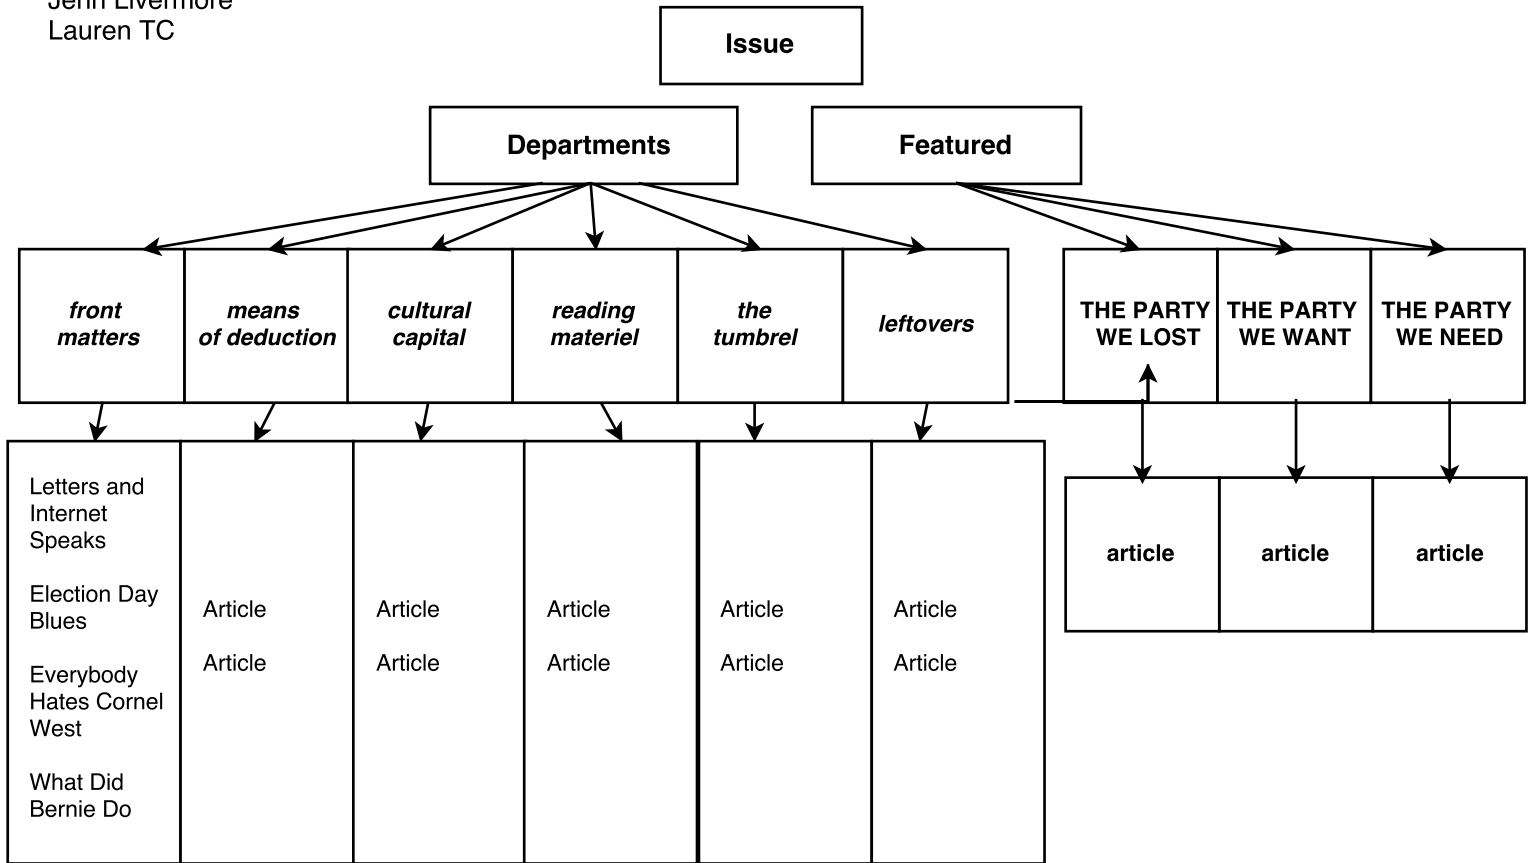 Jenn Livermore
Lauren TC
Issue
Departments
Featured
front
matters
means
of deduction
cultural
capital
reading
materiel
the
tumbrel
leftovers
THE PARTY
WE LOST
THE PARTY
WE WANT
THE PARTY
WE NEED
Letters and
Internet
Speaks
Election Day
Blues
Everybody
Hates Cornel
West
What Did
Bernie Do
Article
Article
Article
Article
Article
Article
Article
Article
Article
Article
article
article
article